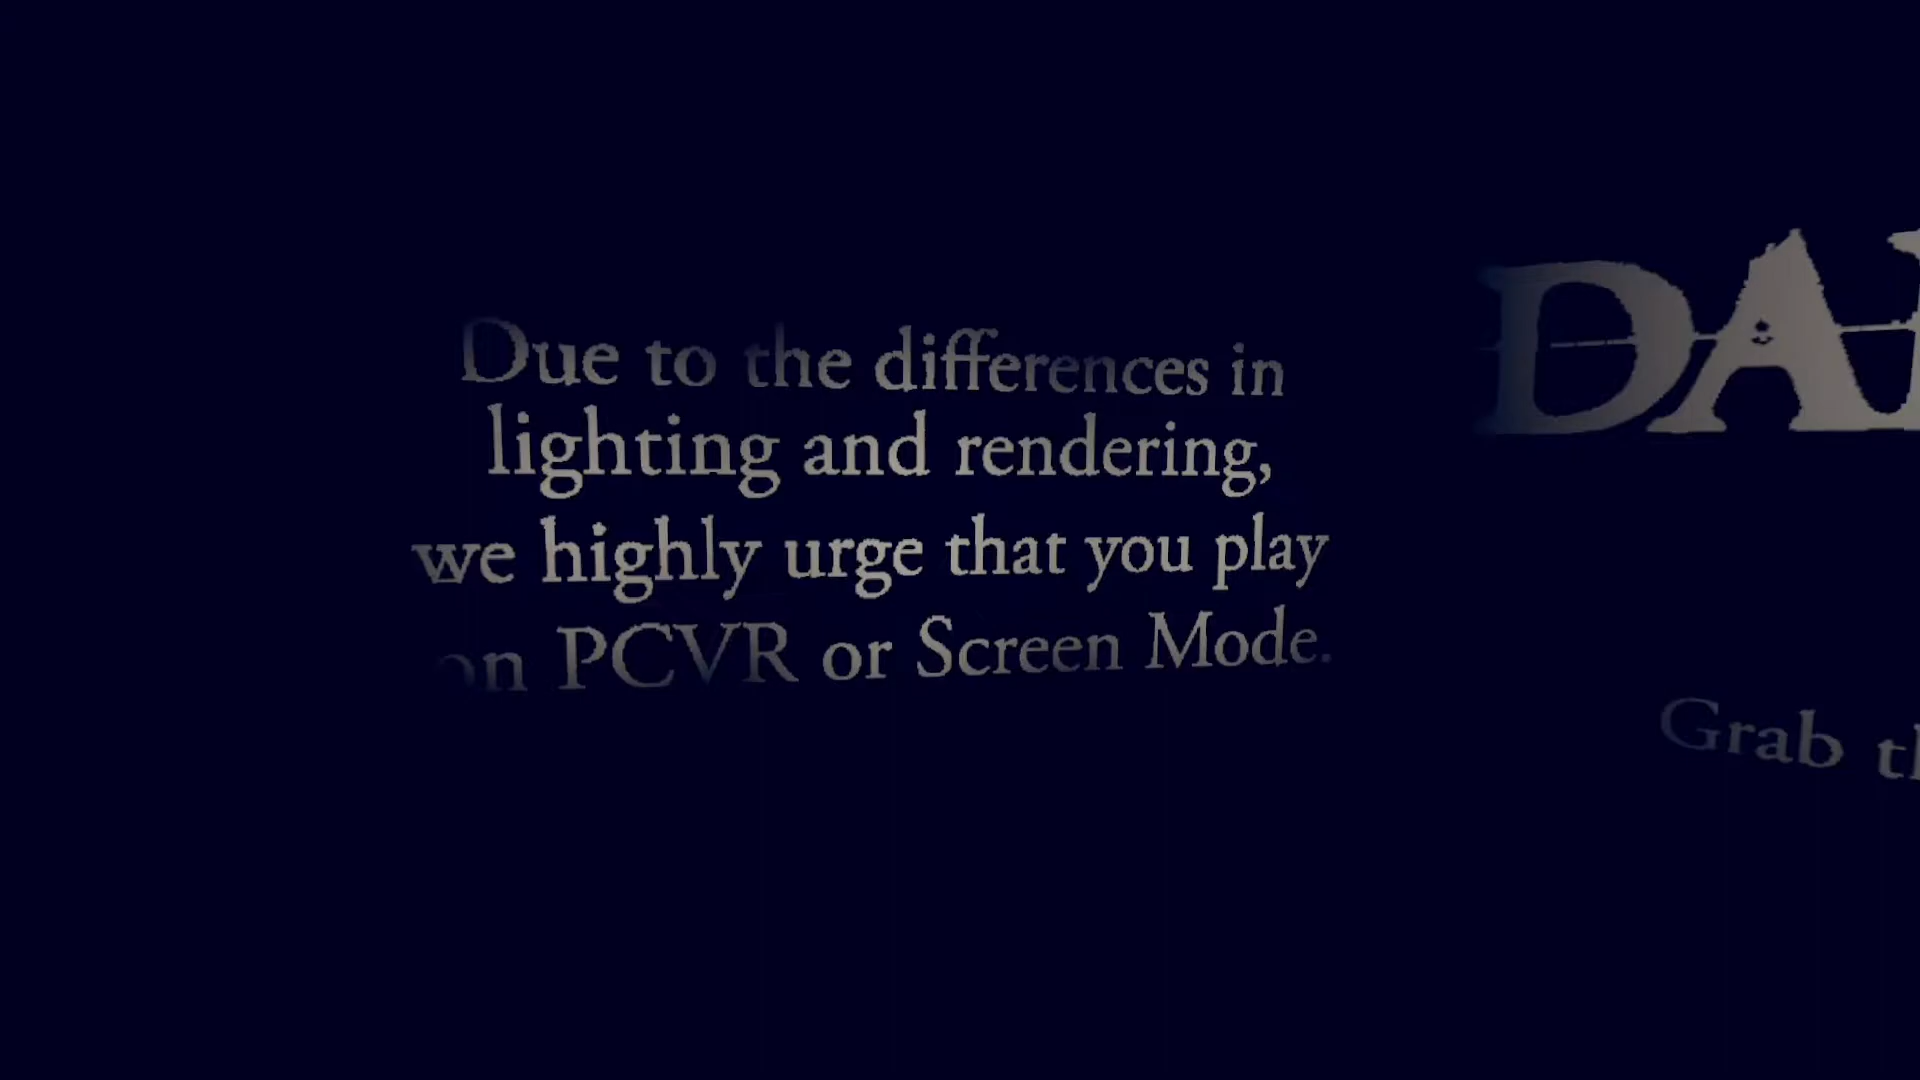 Due to the differences in
lighting and rendering,
we highly urge that you play
on PCVR or Screen Mode.
Grab